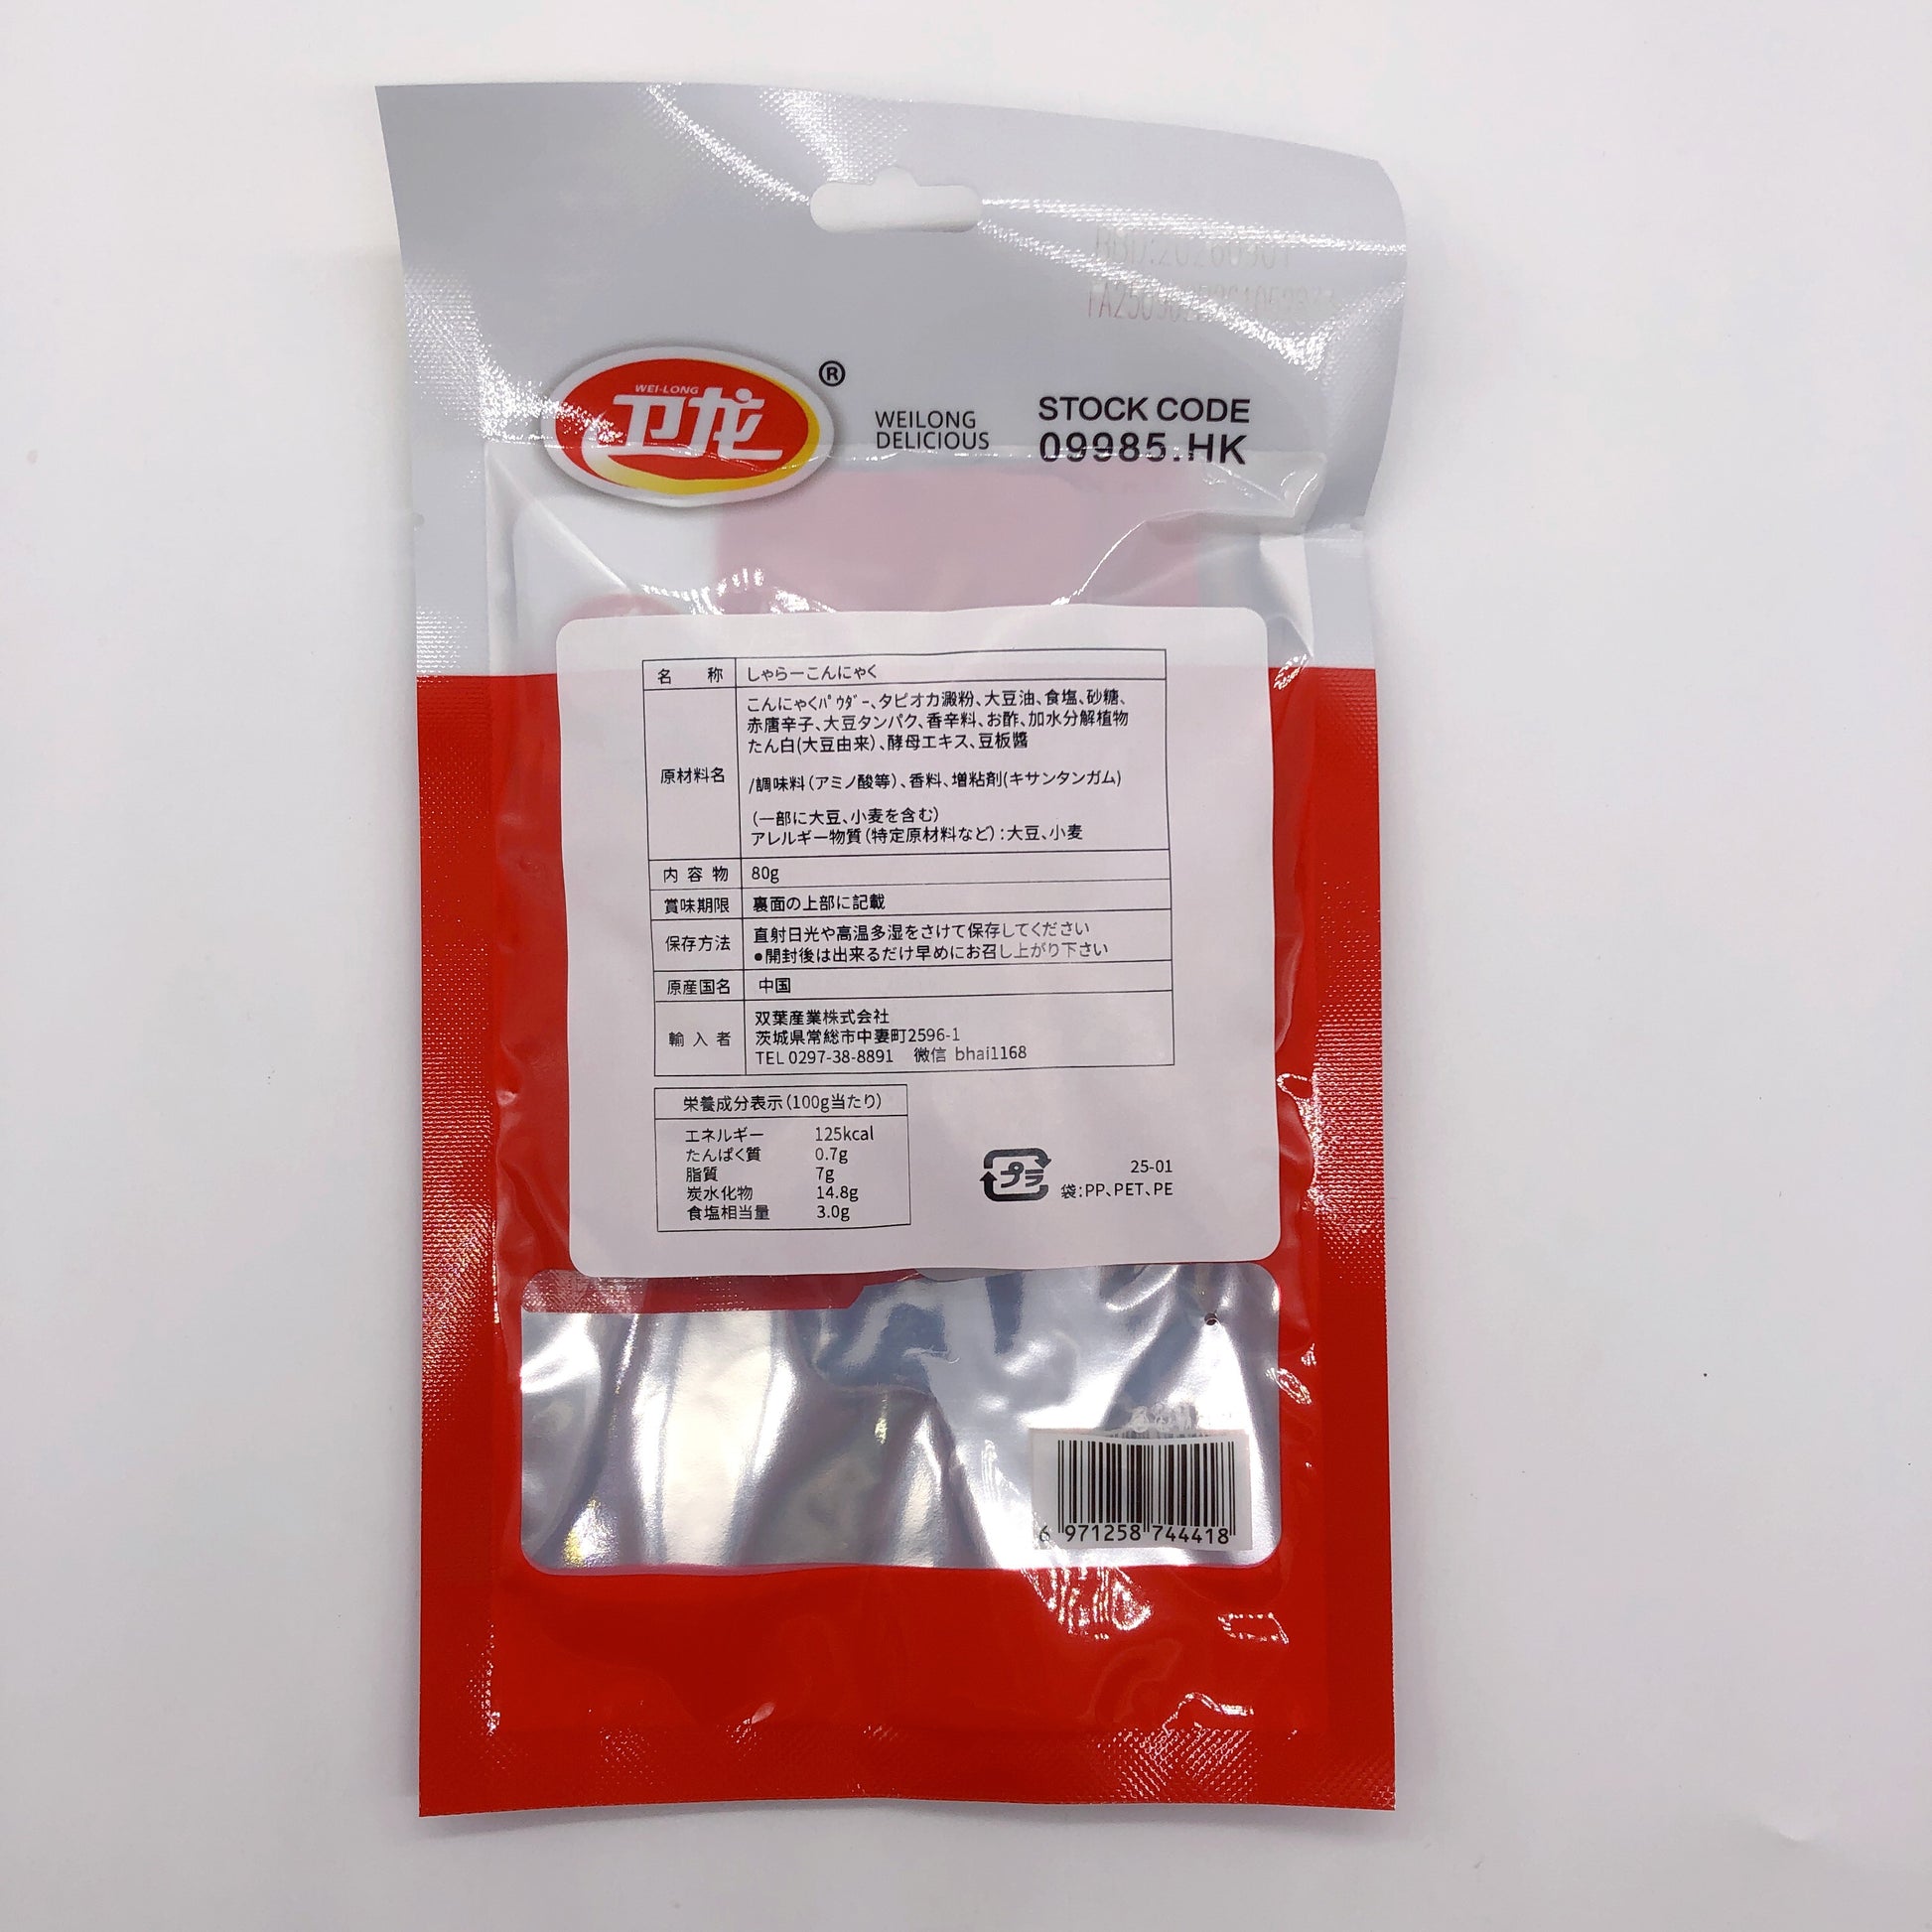 WEI-LONG
卫龙
®
WEILONG
DELICIOUS
STOCK CODE
09985.HK
名 称 しゃらーこんにゃく
原材料名
こんにゃくパウダー、タピオカ澱粉、大豆油、食塩、砂糖、
赤唐辛子、大豆タンパク、香辛料、お酢、加水分解植物
たん白(大豆由来)、酵母エキス、豆板醬
/調味料(アミノ酸等)、香料、増粘剤(キサンタンガム)
(一部に大豆、小麦を含む)
アレルギー物質(特定原材料など):大豆、小麦
内 容 物 80g
賞味期限 裏面の上部に記載
保存方法
直射日光や高温多湿をさけて保存してください
●開封後は出来るだけ早めにお召し上がり下さい
原産国名 中国
輸 入 者
双葉産業株式会社
茨城県常総市中妻町2596-1
TEL 0297-38-8891 微信 bhai1168
栄養成分表示(100g当たり)
エネルギー 125kcal
たんぱく質 0.7g
脂質 7g
炭水化物 14.8g
食塩相当量 3.0g
プラ
25-01
袋:PP、PET、PE
6 971258 744418